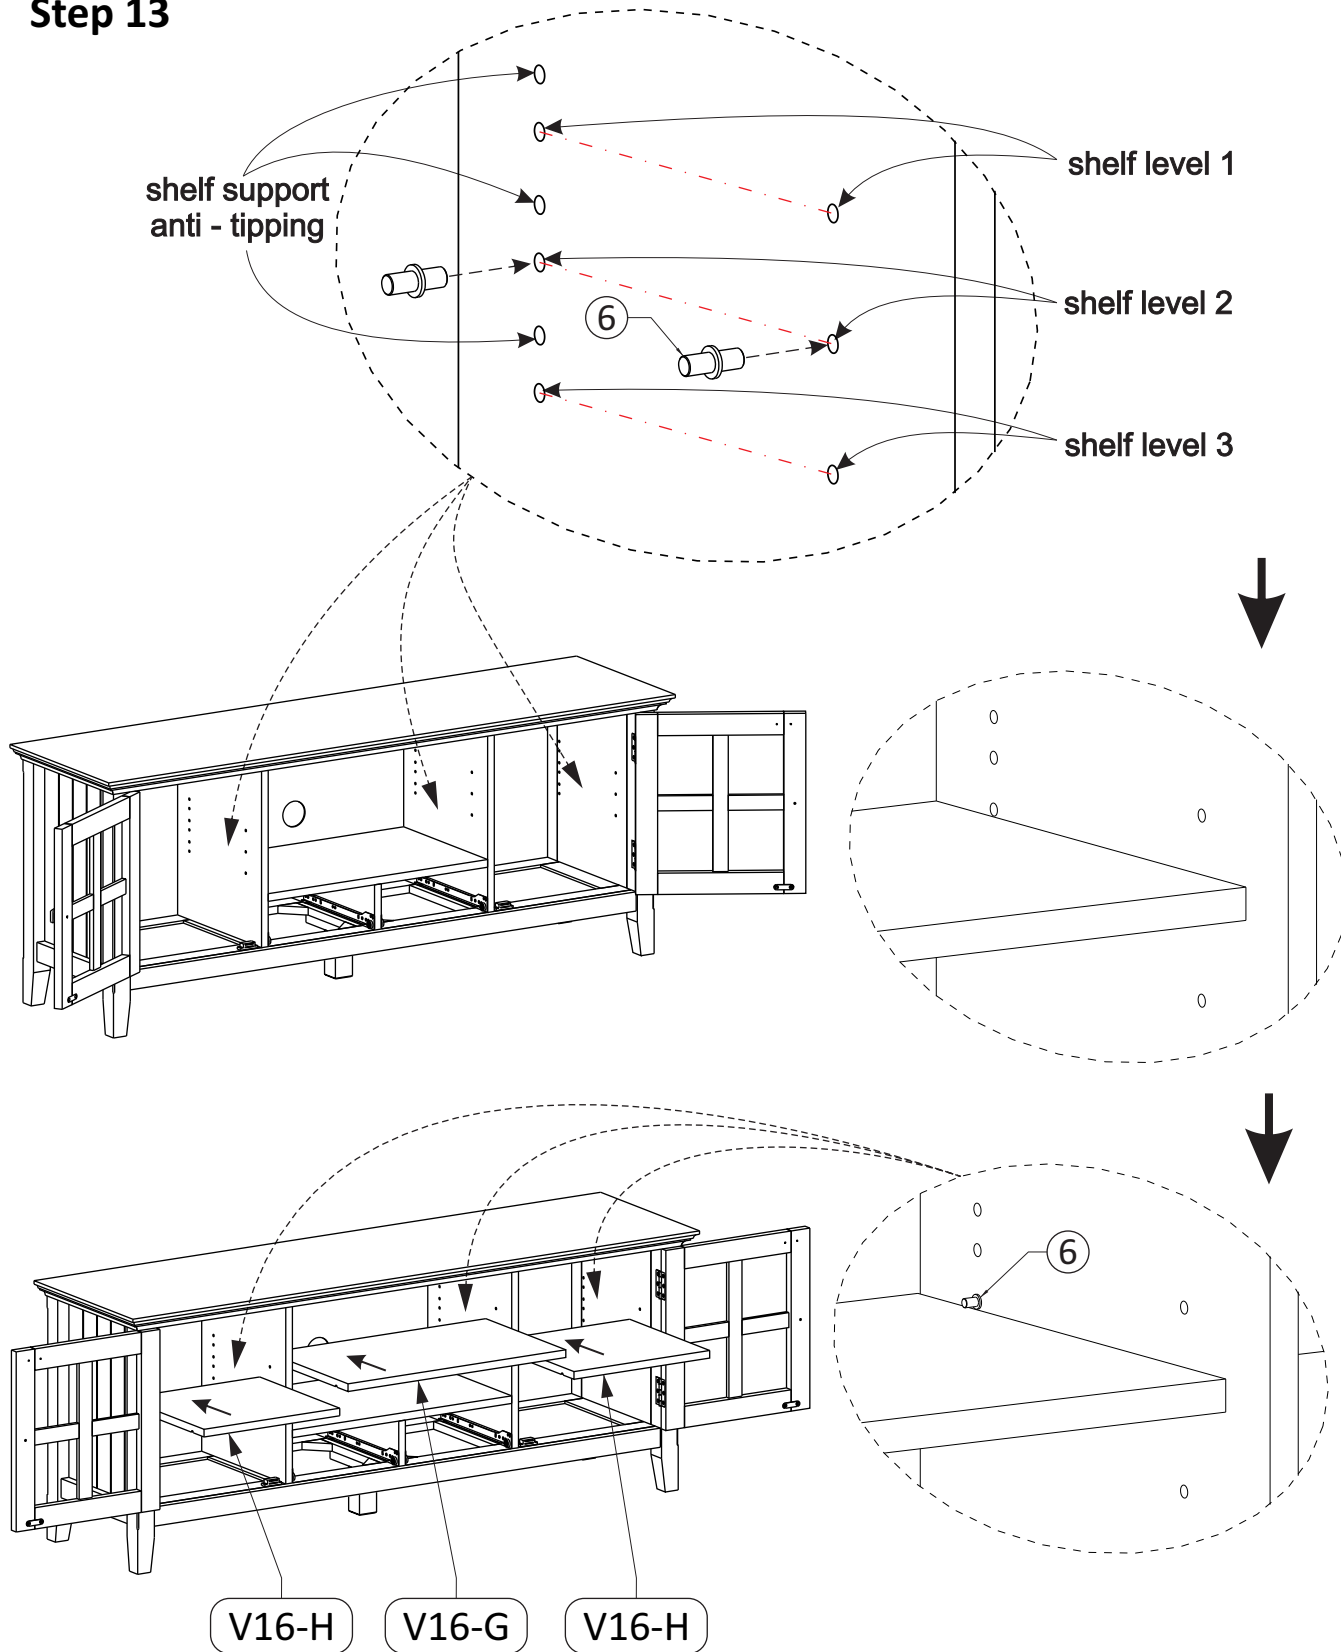 Step 13
shelf support
anti - tipping
shelf level 1
shelf level 2
6
shelf level 3
6
V16-H
V16-G
V16-H